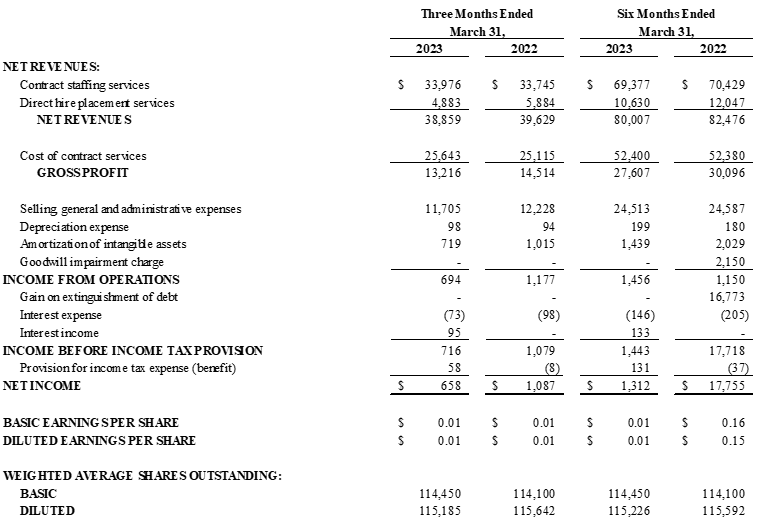 Three Months Ended Six Months Ended
March 31, March 31,
2023 2022 2023 2022
NET REVENUES:
Contract staffing services $ 33,976 $ 33,745 $ 69,377 $ 70,429
Direct hire placement services 4,883 5,884 10,630 12,047
NET REVENUES 38,859 39,629 80,007 82,476
Cost of contract services 25,643 25,115 52,400 52,380
GROSS PROFIT 13,216 14,514 27,607 30,096
Selling, general and administrative expenses 11,705 12,228 24,513 24,587
Depreciation expense 98 94 199 180
Amortization of intangible assets 719 1,015 1,439 2,029
Goodwill impairment charge - - - 2,150
INCOME FROM OPERATIONS 694 1,177 1,456 1,150
Gain on extinguishment of debt - - - 16,773
Interest expense (73) (98) (146) (205)
Interest income 95 - 133 -
INCOME BEFORE INCOME TAX PROVISION 716 1,079 1,443 17,718
Provision for income tax expense (benefit) 58 (8) 131 (37)
NET INCOME $ 658 $ 1,087 $ 1,312 $ 17,755
BASIC EARNINGS PER SHARE $ 0.01 $ 0.01 $ 0.01 $ 0.16
DILUTED EARNINGS PER SHARE $ 0.01 $ 0.01 $ 0.01 $ 0.15
WEIGHTED AVERAGE SHARES OUTSTANDING:
BASIC 114,450 114,100 114,450 114,100
DILUTED 115,185 115,642 115,226 115,592